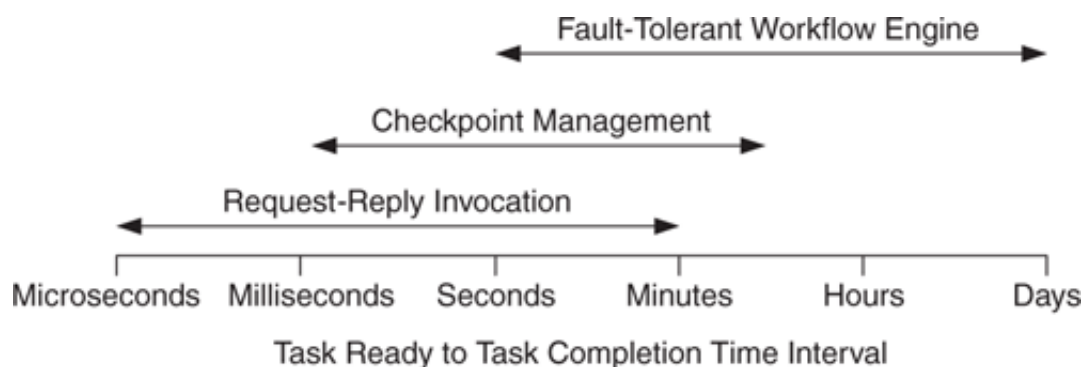 Fault-Tolerant Workflow Engine
Checkpoint Management
Request-Reply Invocation
Microseconds Milliseconds Seconds Minutes Hours Days
Task Ready to Task Completion Time Interval